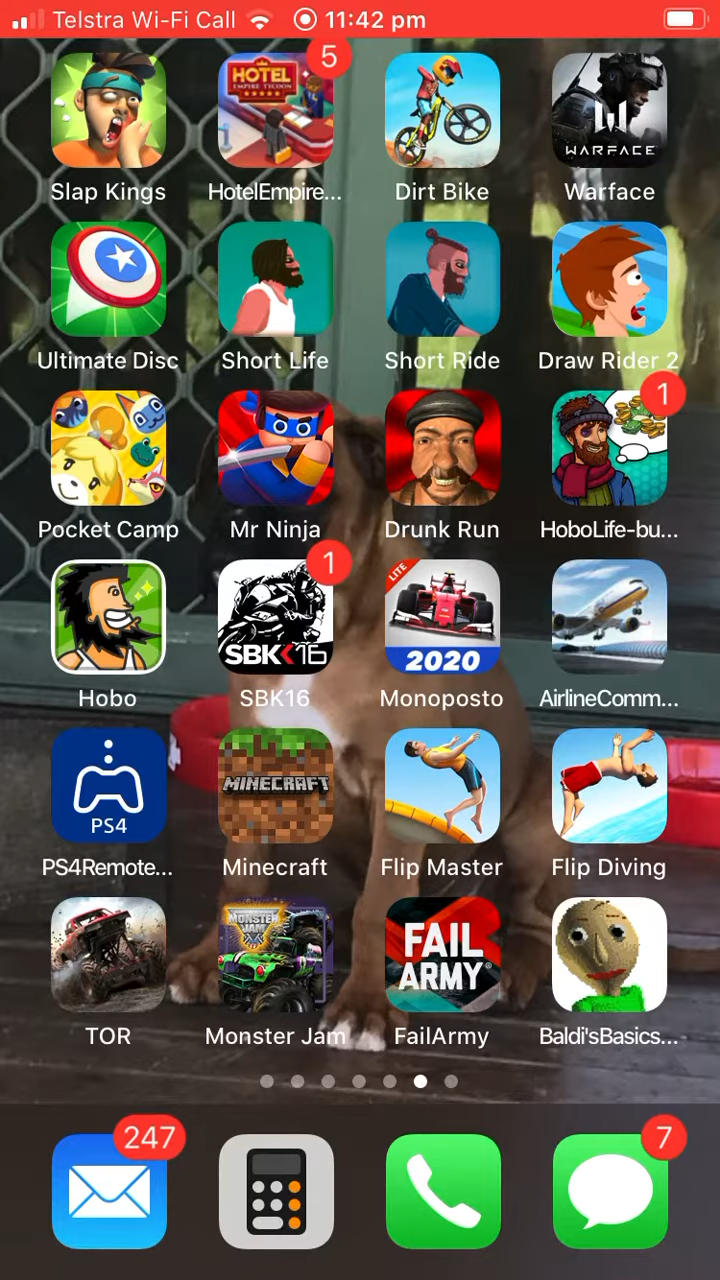 Telstra Wi-Fi Call 11:42 pm
5
HOTEL
EMPIRE TYCOON
WARFACE
Slap Kings HotelEmpire... Dirt Bike Warface
Ultimate Disc Short Life Short Ride Draw Rider 2
1
Pocket Camp Mr Ninja Drunk Run HoboLife-bu...
1
LITE
SBK16
2020
Hobo SBK16 Monoposto AirlineComm...
MINECRAFT
PS4
PS4Remote... Minecraft Flip Master Flip Diving
MONSTER
JAM
FAIL
ARMY®
TOR Monster Jam FailArmy Baldi'sBasics...
247 7